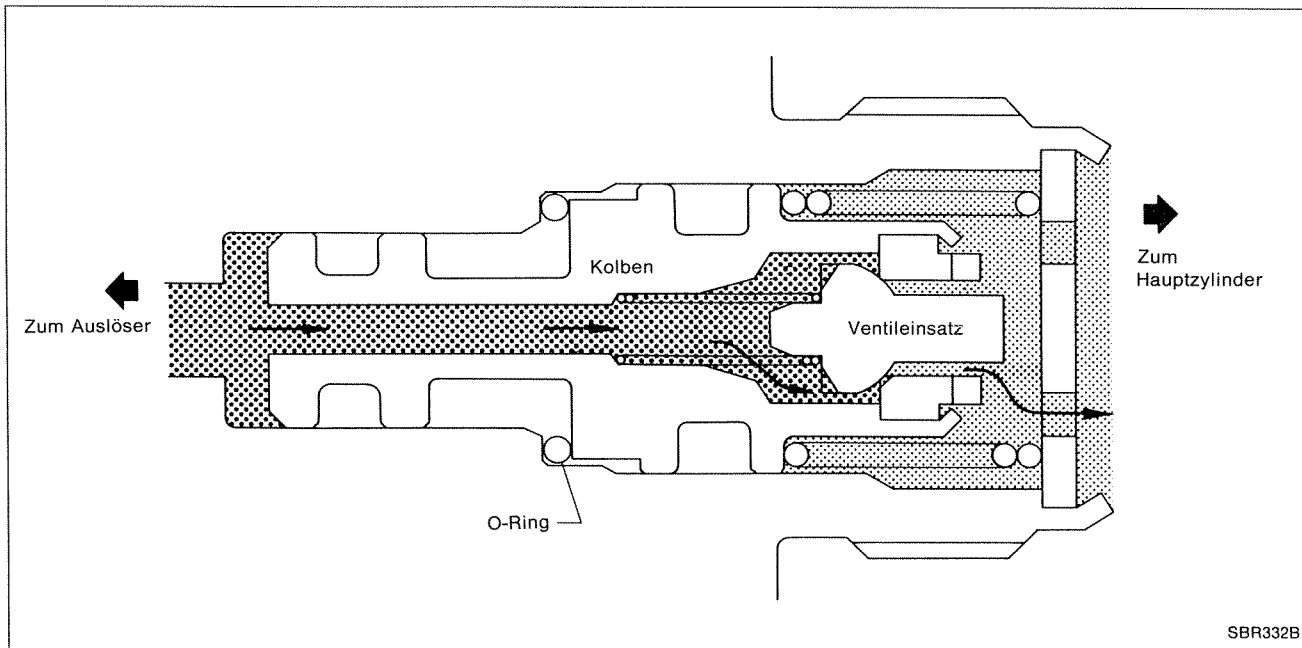 Kolben
Zum Auslöser
Ventileinsatz
Zum
Hauptzylinder
O-Ring
SBR332B